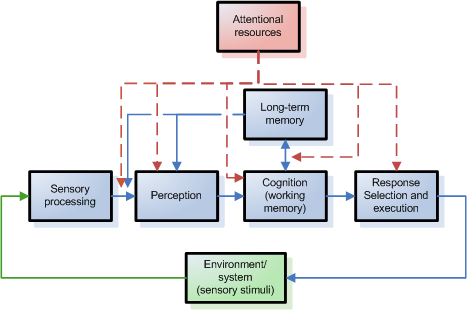 Attentional
resources
Long-term
memory
Sensory
processing
Perception
Cognition
(working
memory)
Response
Selection and
execution
Environment/
system
(sensory stimuli)